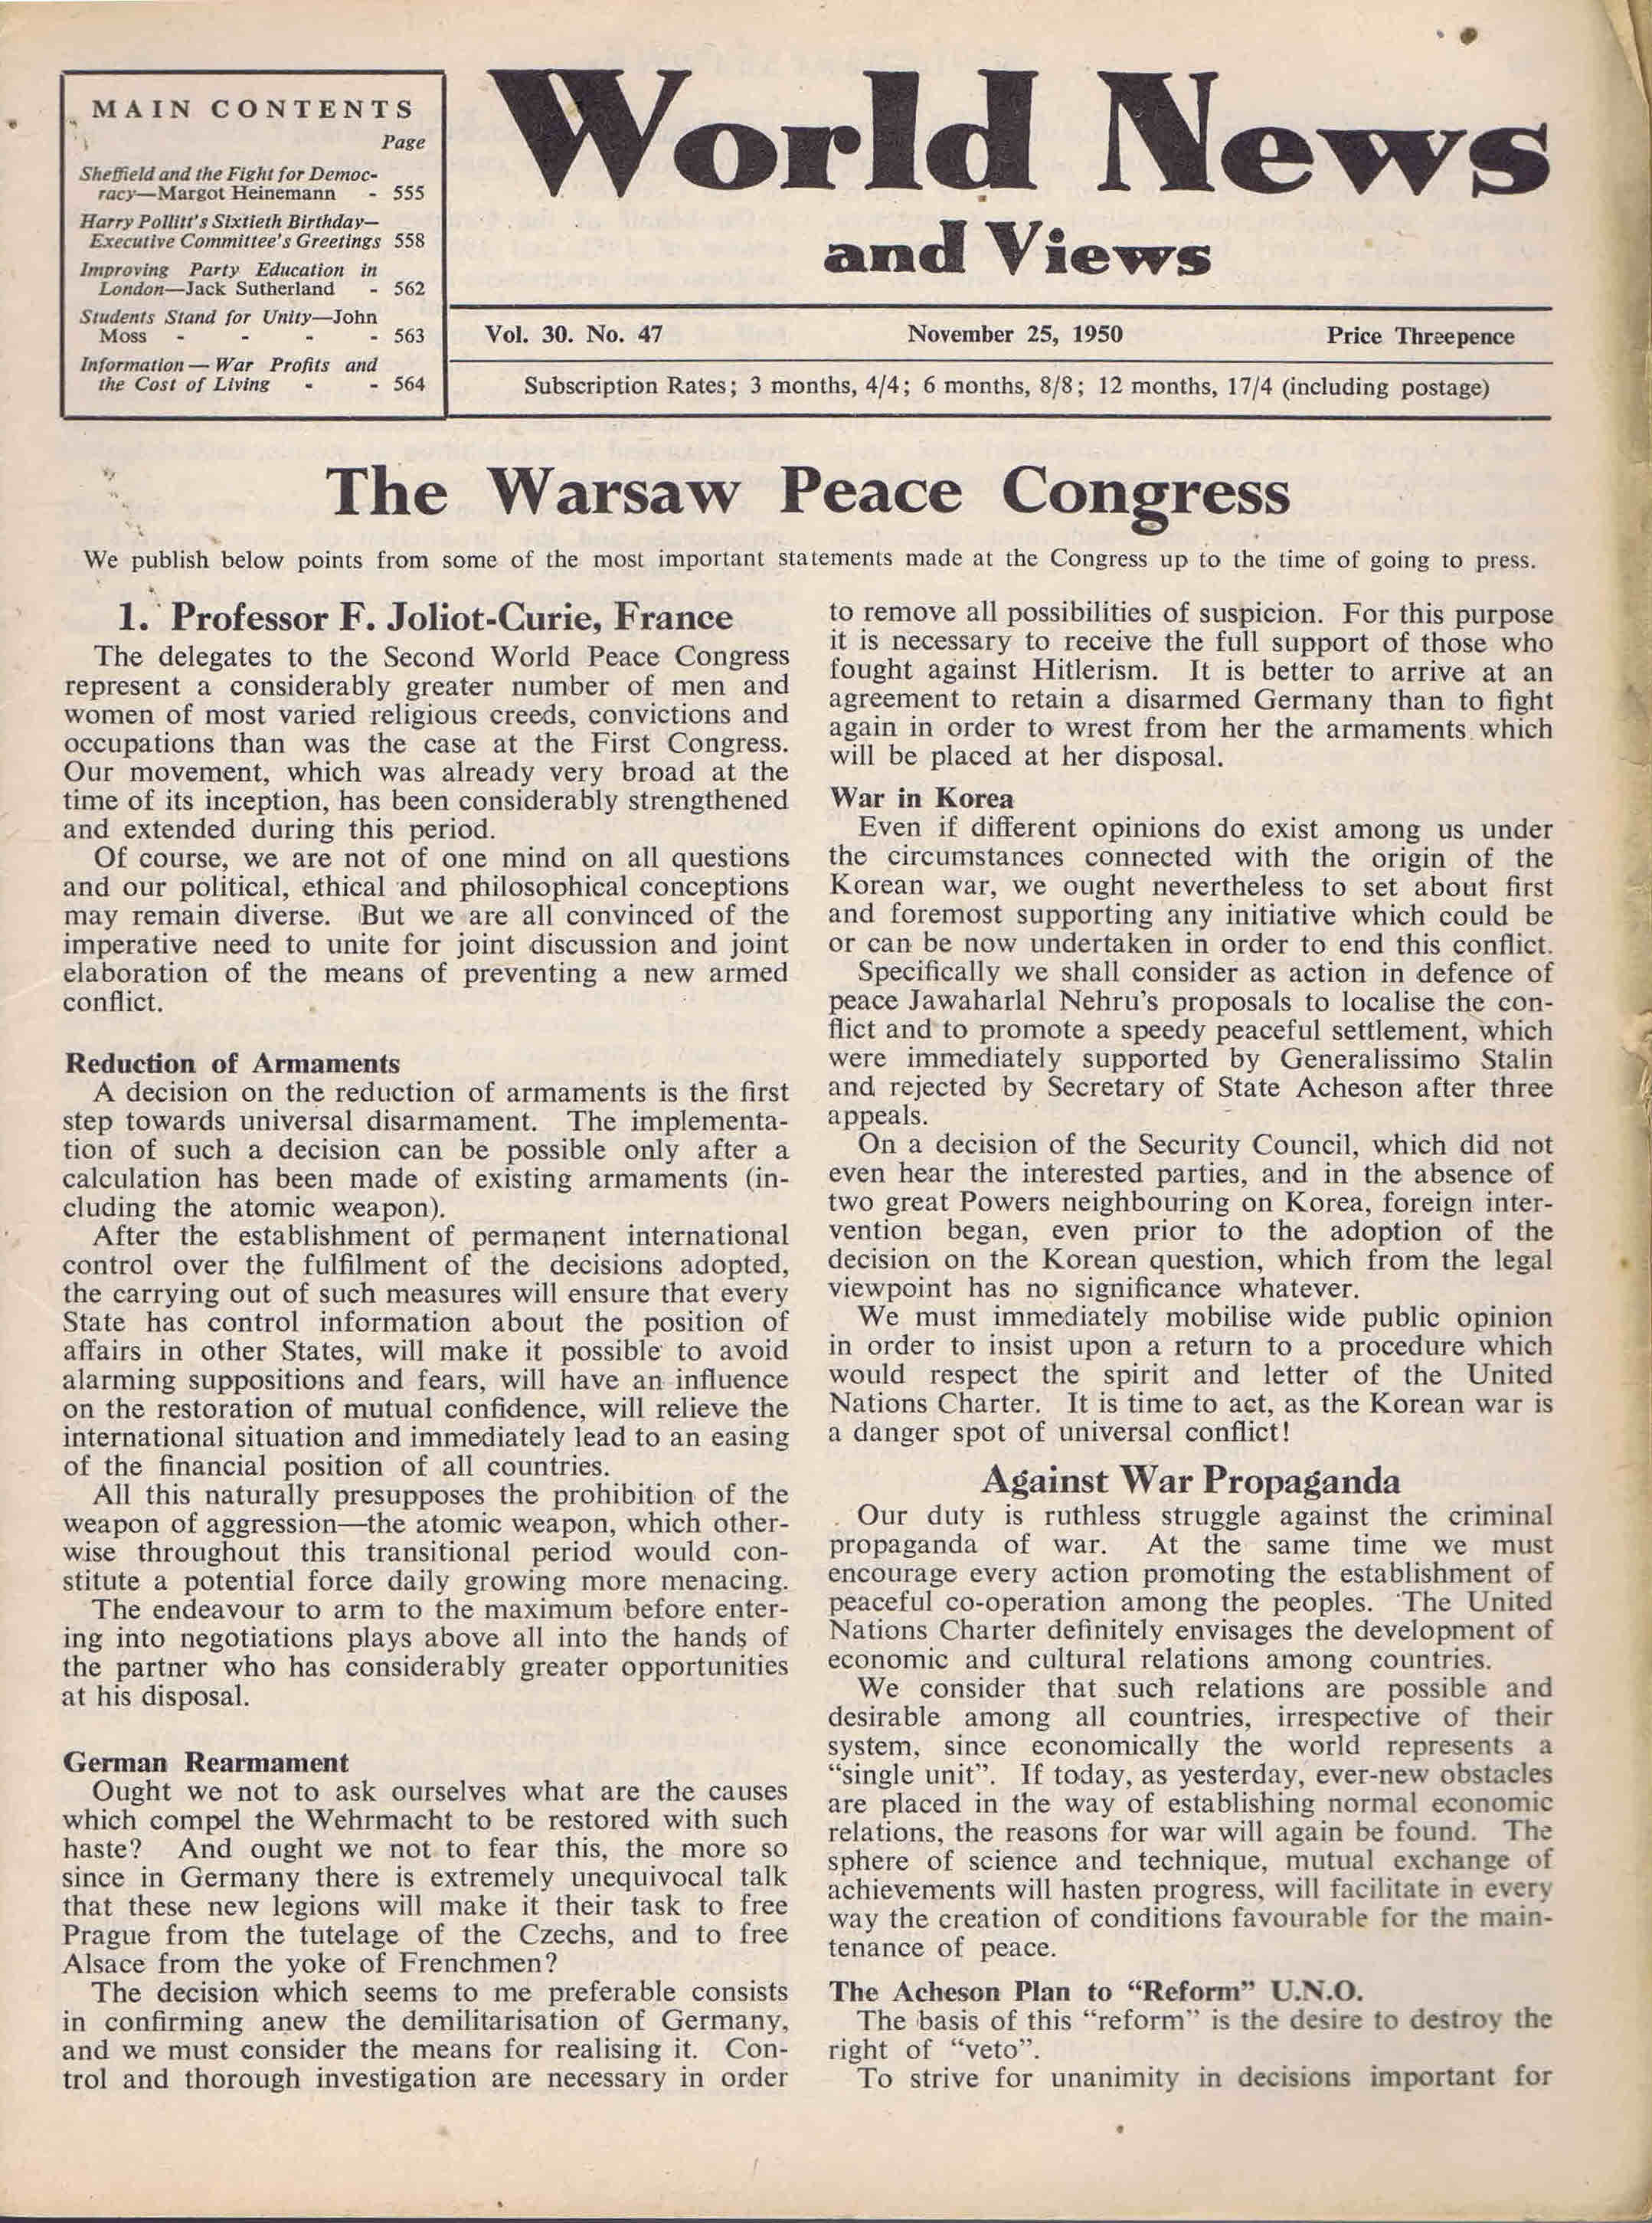 MAIN CONTENTS
Page
Sheffield and the Fight for Democ-
racy—Margot Heinemann - 555
Harry Pollitt's Sixtieth Birthday—
Executive Committee's Greetings 558
Improving Party Education in
London—Jack Sutherland - 562
Students Stand for Unity—John
Moss - - - - 563
Information — War Profits and
the Cost of Living - - 564
World News
and Views
Vol. 30. No. 47 November 25, 1950 Price Threepence
Subscription Rates; 3 months, 4/4; 6 months, 8/8; 12 months, 17/4 (including postage)
The Warsaw Peace Congress
We publish below points from some of the most important statements made at the Congress up to the time of going to press.
1. Professor F. Joliot-Curie, France
The delegates to the Second World Peace Congress
represent a considerably greater number of men and
women of most varied religious creeds, convictions and
occupations than was the case at the First Congress.
Our movement, which was already very broad at the
time of its inception, has been considerably strengthened
and extended during this period.
Of course, we are not of one mind on all questions
and our political, ethical and philosophical conceptions
may remain diverse. But we are all convinced of the
imperative need to unite for joint discussion and joint
elaboration of the means of preventing a new armed
conflict.
Reduction of Armaments
A decision on the reduction of armaments is the first
step towards universal disarmament. The implementa-
tion of such a decision can be possible only after a
calculation has been made of existing armaments (in-
cluding the atomic weapon).
After the establishment of permanent international
control over the fulfilment of the decisions adopted,
the carrying out of such measures will ensure that every
State has control information about the position of
affairs in other States, will make it possible to avoid
alarming suppositions and fears, will have an influence
on the restoration of mutual confidence, will relieve the
international situation and immediately lead to an easing
of the financial position of all countries.
All this naturally presupposes the prohibition of the
weapon of aggression—the atomic weapon, which other-
wise throughout this transitional period would con-
stitute a potential force daily growing more menacing.
The endeavour to arm to the maximum before enter-
ing into negotiations plays above all into the hands of
the partner who has considerably greater opportunities
at his disposal.
German Rearmament
Ought we not to ask ourselves what are the causes
which compel the Wehrmacht to be restored with such
haste? And ought we not to fear this, the more so
since in Germany there is extremely unequivocal talk
that these new legions will make it their task to free
Prague from the tutelage of the Czechs, and to free
Alsace from the yoke of Frenchmen?
The decision which seems to me preferable consists
in confirming anew the demilitarisation of Germany,
and we must consider the means for realising it. Con-
trol and thorough investigation are necessary in order
to remove all possibilities of suspicion. For this purpose
it is necessary to receive the full support of those who
fought against Hitlerism. It is better to arrive at an
agreement to retain a disarmed Germany than to fight
again in order to wrest from her the armaments which
will be placed at her disposal.
War in Korea
Even if different opinions do exist among us under
the circumstances connected with the origin of the
Korean war, we ought nevertheless to set about first
and foremost supporting any initiative which could be
or can be now undertaken in order to end this conflict.
Specifically we shall consider as action in defence of
peace Jawaharlal Nehru's proposals to localise the con-
flict and to promote a speedy peaceful settlement, which
were immediately supported by Generalissimo Stalin
and rejected by Secretary of State Acheson after three
appeals.
On a decision of the Security Council, which did not
even hear the interested parties, and in the absence of
two great Powers neighbouring on Korea, foreign inter-
vention began, even prior to the adoption of the
decision on the Korean question, which from the legal
viewpoint has no significance whatever.
We must immediately mobilise wide public opinion
in order to insist upon a return to a procedure which
would respect the spirit and letter of the United
Nations Charter. It is time to act, as the Korean war is
a danger spot of universal conflict!
Against War Propaganda
Our duty is ruthless struggle against the criminal
propaganda of war. At the same time we must
encourage every action promoting the establishment of
peaceful co-operation among the peoples. The United
Nations Charter definitely envisages the development of
economic and cultural relations among countries.
We consider that such relations are possible and
desirable among all countries, irrespective of their
system, since economically the world represents a
“single unit”. If today, as yesterday, ever-new obstacles
are placed in the way of establishing normal economic
relations, the reasons for war will again be found. The
sphere of science and technique, mutual exchange of
achievements will hasten progress, will facilitate in every
way the creation of conditions favourable for the main-
tenance of peace.
The Acheson Plan to “Reform” U.N.O.
The basis of this “reform” is the desire to destroy the
right of “veto”.
To strive for unanimity in decisions important for